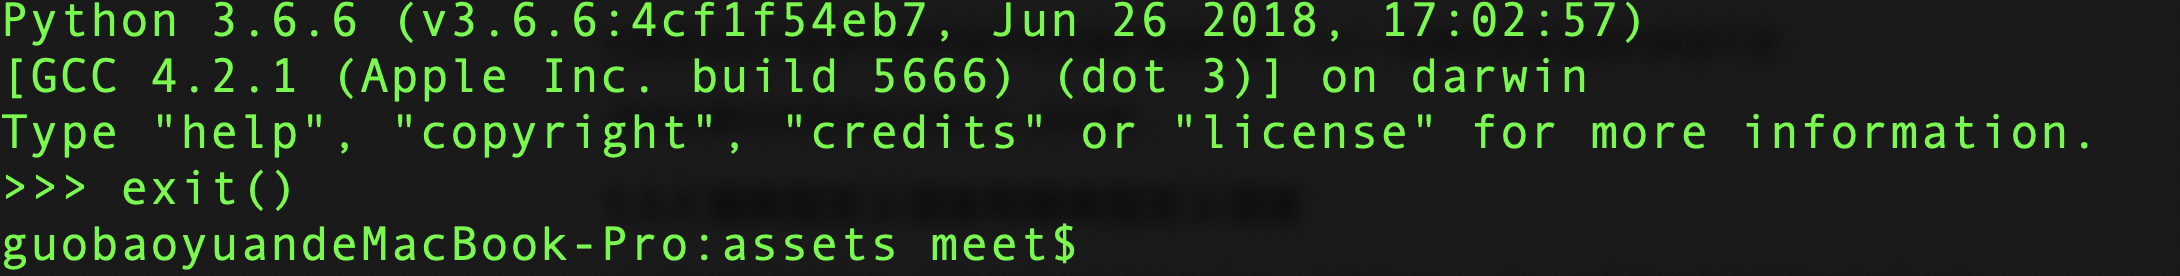 Python 3.6.6 (v3.6.6:4cf1f54eb7, Jun 26 2018, 17:02:57)
[GCC 4.2.1 (Apple Inc. build 5666) (dot 3)] on darwin
Type "help", "copyright", "credits" or "license" for more information.
>>> exit()
guobaoyuandeMacBook-Pro:assets meet$